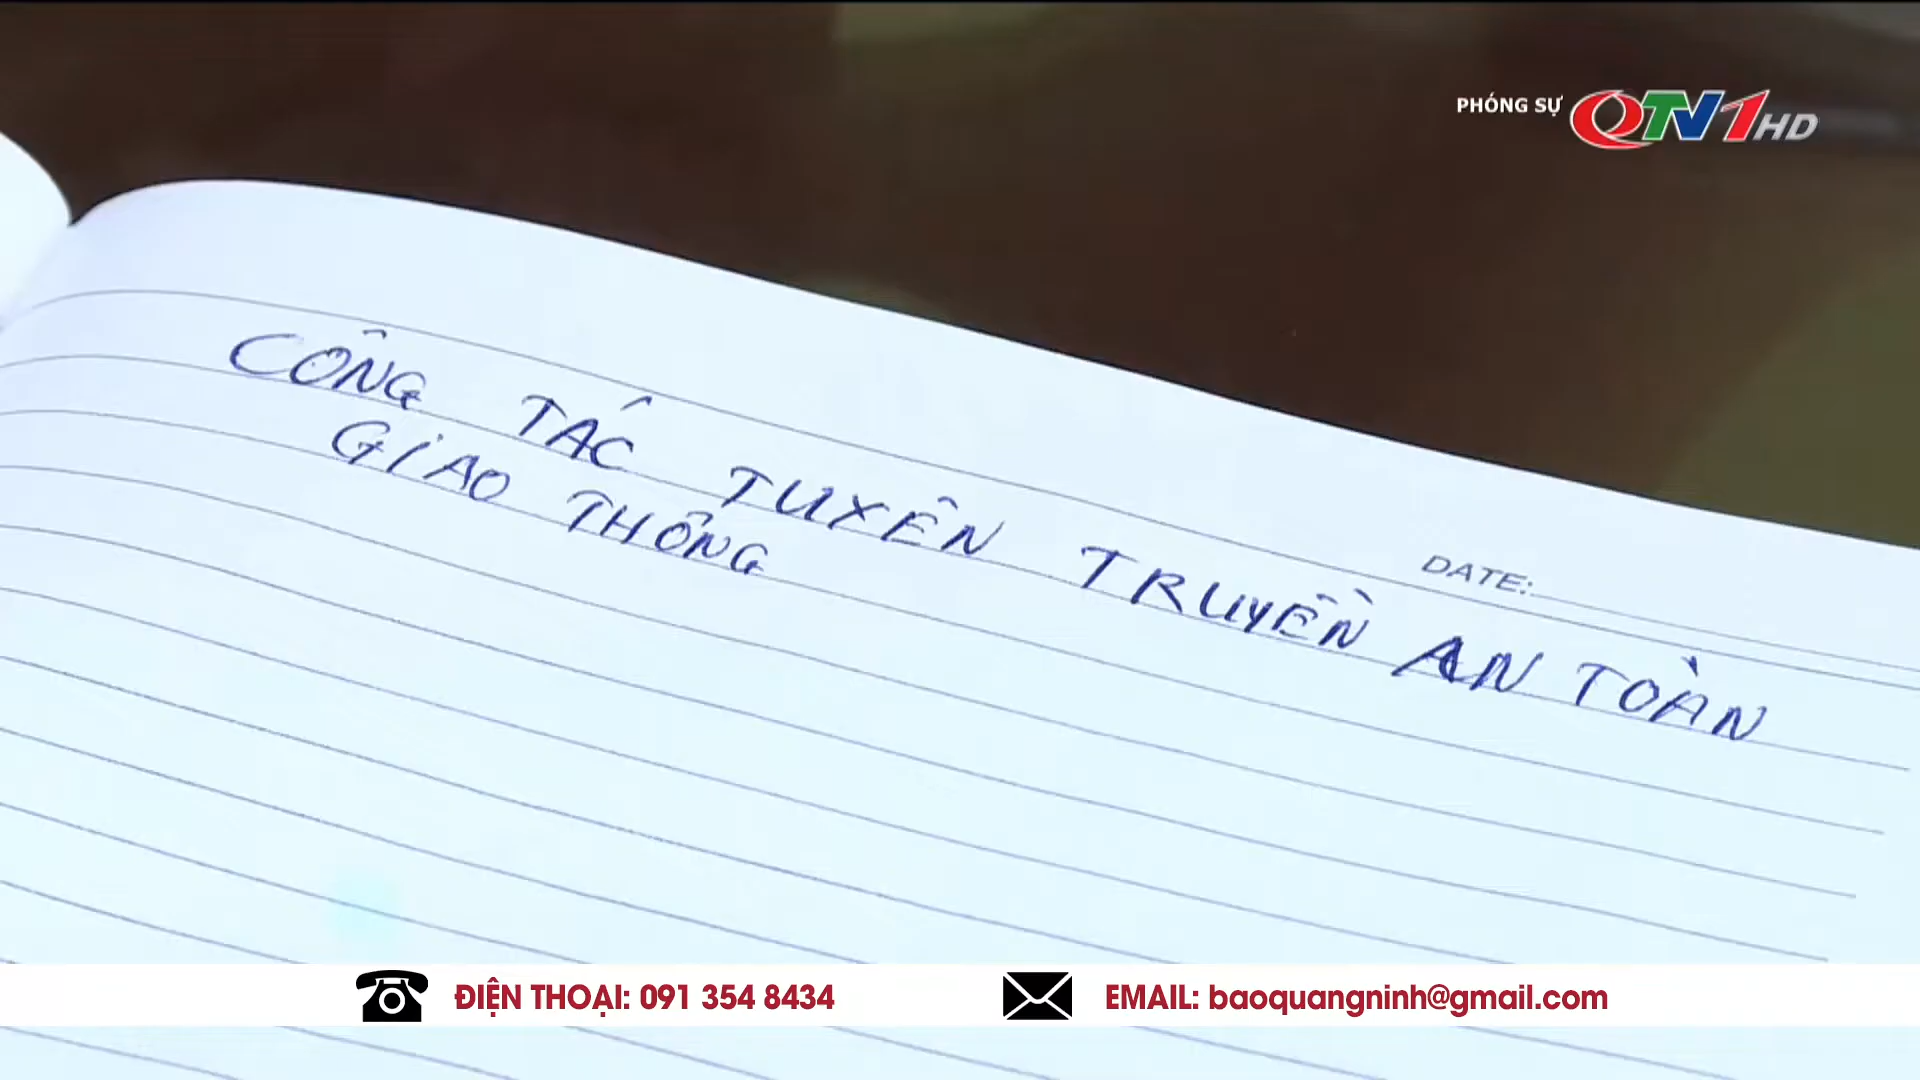 PHÓNG SỰ QTV1HD
CÔNG TÁC TUYÊN TRUYỀN AN TOÀN
GIAO THÔNG
DATE:
ĐIỆN THOẠI: 091 354 8434
EMAIL: baoquangninh@gmail.com